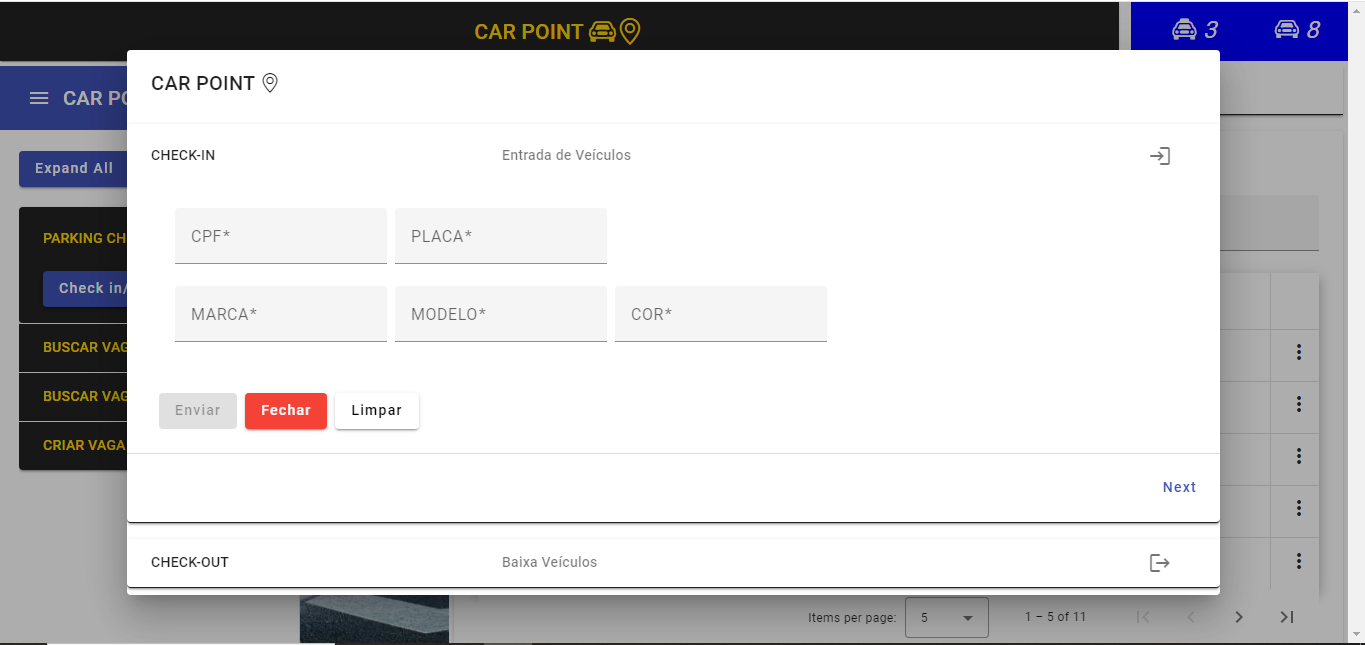 CAR POINT
3 8
CAR PO
Expand All
PARKING CH
Check in/
BUSCAR VAG
BUSCAR VAG
CRIAR VAGA
CAR POINT
CHECK-IN Entrada de Veículos
CPF* PLACA*
MARCA* MODELO* COR*
Enviar Fechar Limpar
Next
CHECK-OUT Baixa Veículos
Items per page: 5 1 – 5 of 11